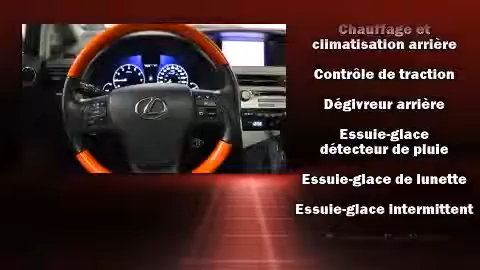 Chauffage et
climatisation arrière
Contrôle de traction
Dégivreur arrière
Essuie-glace
détecteur de pluie
Essuie-glace de lunette
Essuie-glace intermittent